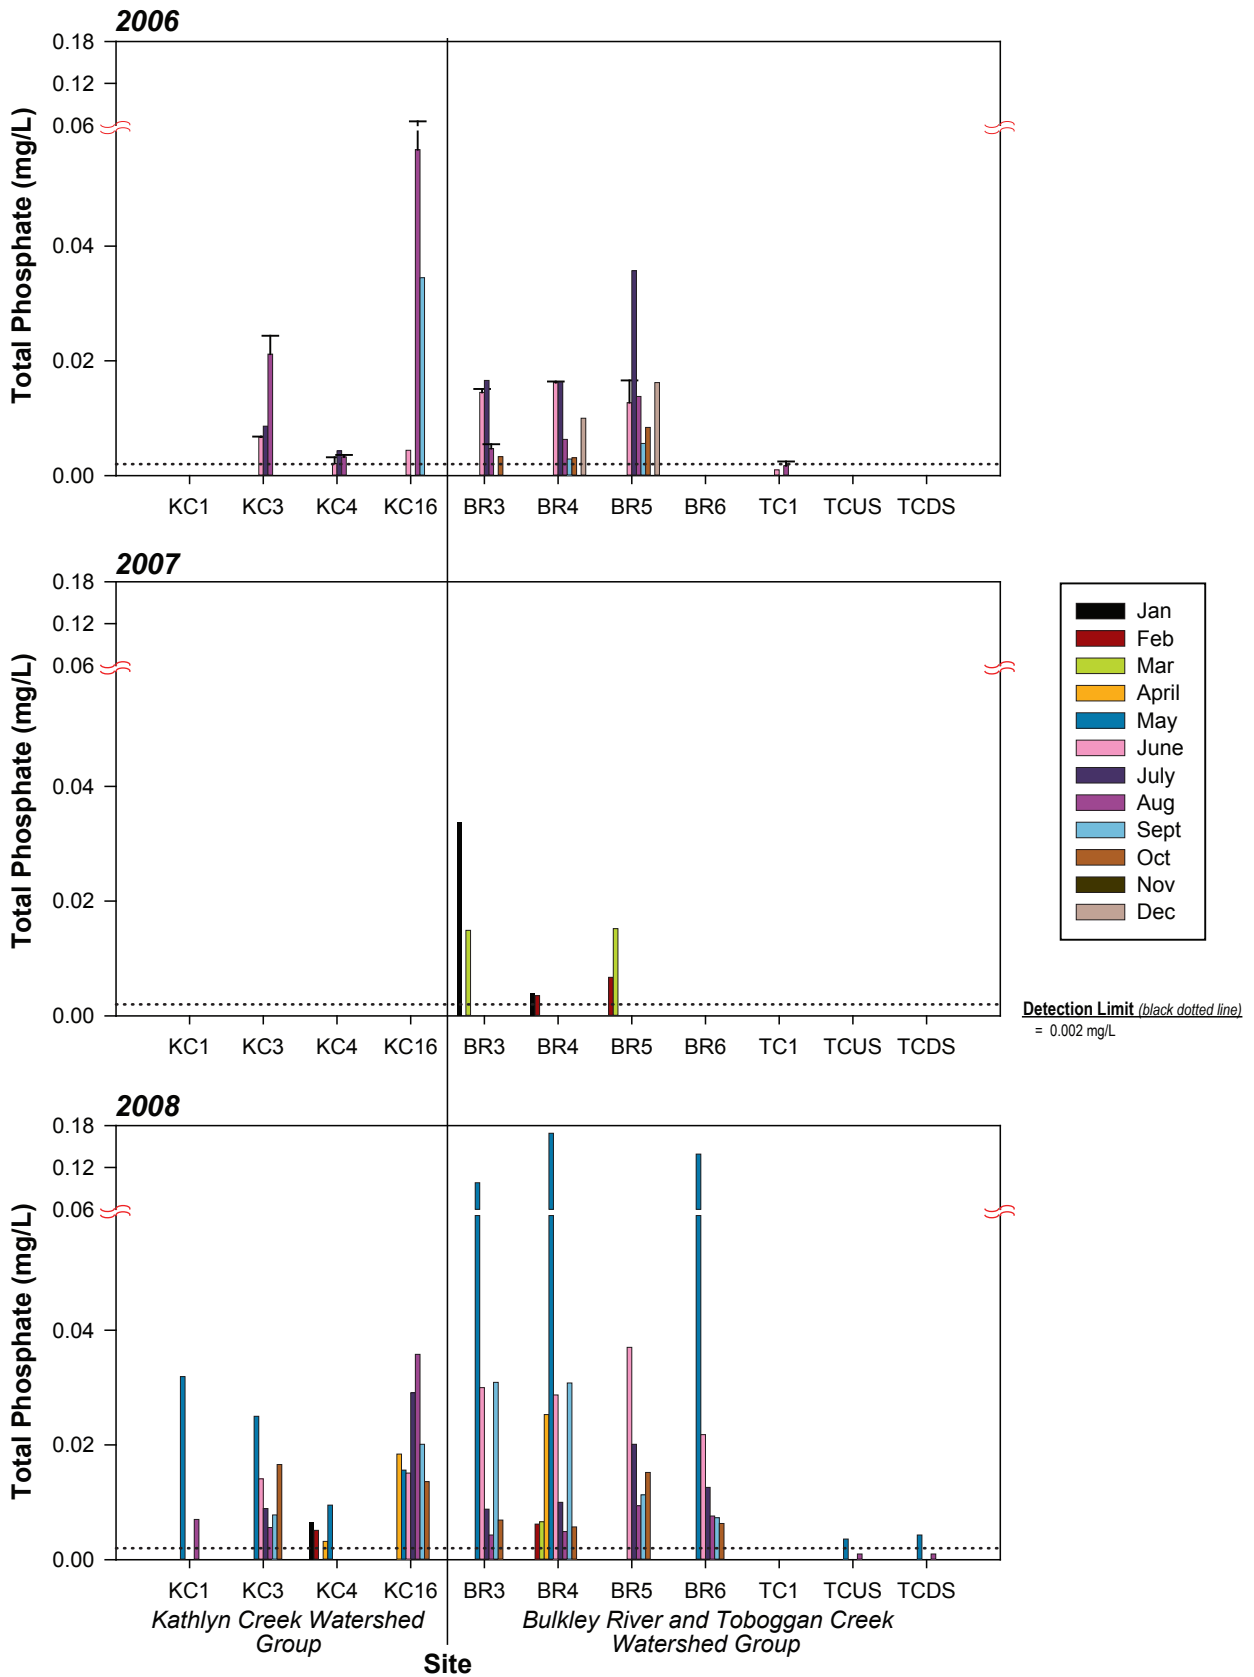 2006
Total Phosphate (mg/L)
0.18
0.12
0.06
0.04
0.02
0.00
KC1 KC3 KC4 KC16 BR3 BR4 BR5 BR6 TC1 TCUS TCDS
2007
Total Phosphate (mg/L)
0.18
0.12
0.06
0.04
0.02
0.00
KC1 KC3 KC4 KC16 BR3 BR4 BR5 BR6 TC1 TCUS TCDS
Jan
Feb
Mar
April
May
June
July
Aug
Sept
Oct
Nov
Dec
Detection Limit (black dotted line)
= 0.002 mg/L
2008
Total Phosphate (mg/L)
0.18
0.12
0.06
0.04
0.02
0.00
KC1 KC3 KC4 KC16 BR3 BR4 BR5 BR6 TC1 TCUS TCDS
Kathlyn Creek Watershed
Group
Bulkley River and Toboggan Creek
Watershed Group
Site